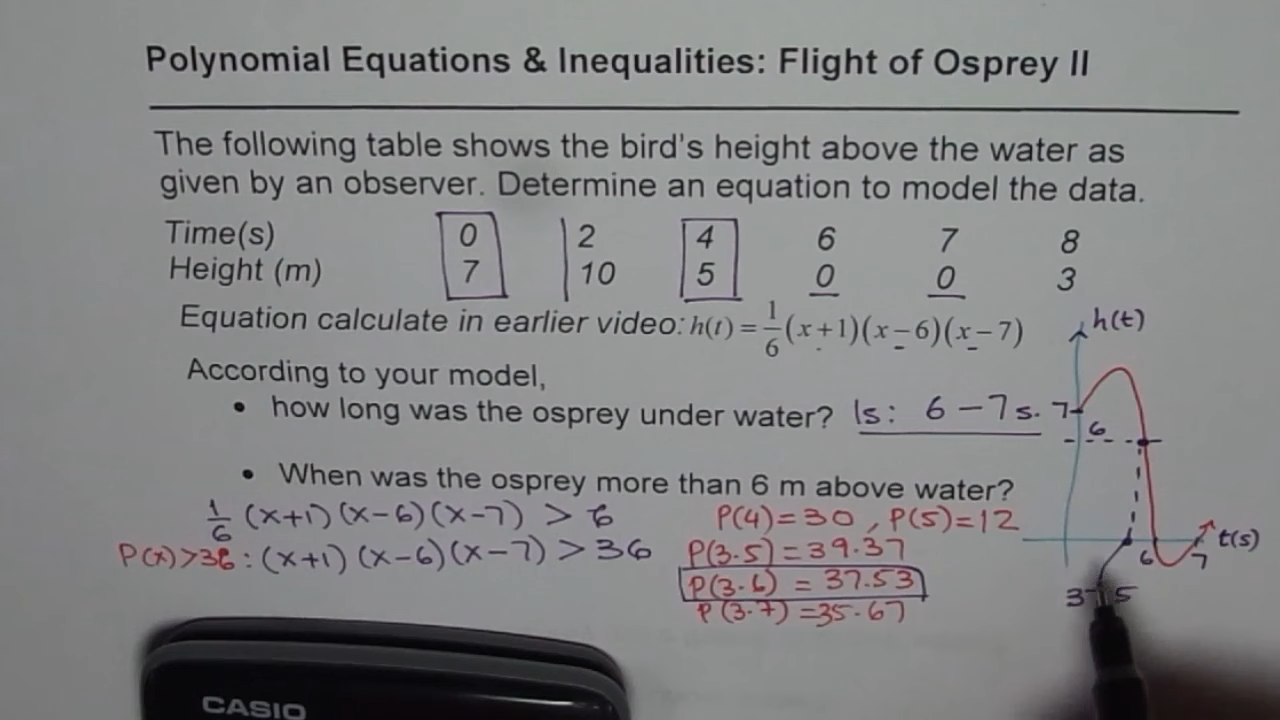 Polynomial Equations & Inequalities: Flight of Osprey II
The following table shows the bird's height above the water as
given by an observer. Determine an equation to model the data.
Time(s) 0 2 4 6 7 8
Height (m) 7 10 5 0 0 3
Equation calculate in earlier video: h(t) = 1/6 (x+1)(x-6)(x-7)
h(t)
According to your model,
• how long was the osprey under water? 1s: 6-7s.
7
6
• When was the osprey more than 6 m above water?
1/6 (x+1)(x-6)(x-7) > 6
P(4)=30, P(5)=12
P(x)>36: (x+1)(x-6)(x-7) > 36
P(3.5) = 39.37
P(3.6) = 37.53
P(3.7) = 35.67
6 7 t(s)
CASIO